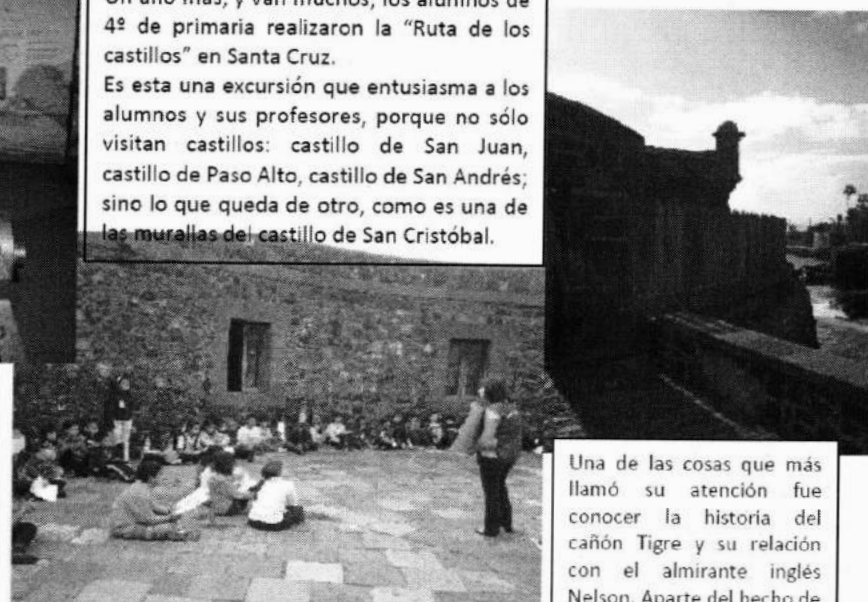 Un año más, y van muchos, los alumnos de
4º de primaria realizaron la “Ruta de los
castillos” en Santa Cruz.
Es esta una excursión que entusiasma a los
alumnos y sus profesores, porque no sólo
visitan castillos: castillo de San Juan,
castillo de Paso Alto, castillo de San Andrés;
sino lo que queda de otro, como es una de
las murallas del castillo de San Cristóbal.
Una de las cosas que más
llamó su atención fue
conocer la historia del
cañón Tigre y su relación
con el almirante inglés
Nelson. Aparte del hecho de